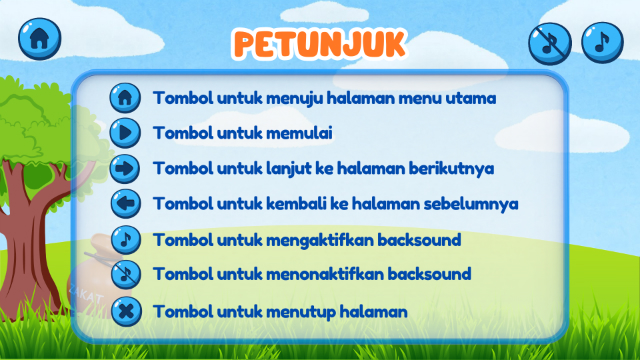 PETUNJUK
Tombol untuk menuju halaman menu utama
Tombol untuk memulai
Tombol untuk lanjut ke halaman berikutnya
Tombol untuk kembali ke halaman sebelumnya
Tombol untuk mengaktifkan backsound
Tombol untuk menonaktifkan backsound
ZAKAT
Tombol untuk menutup halaman